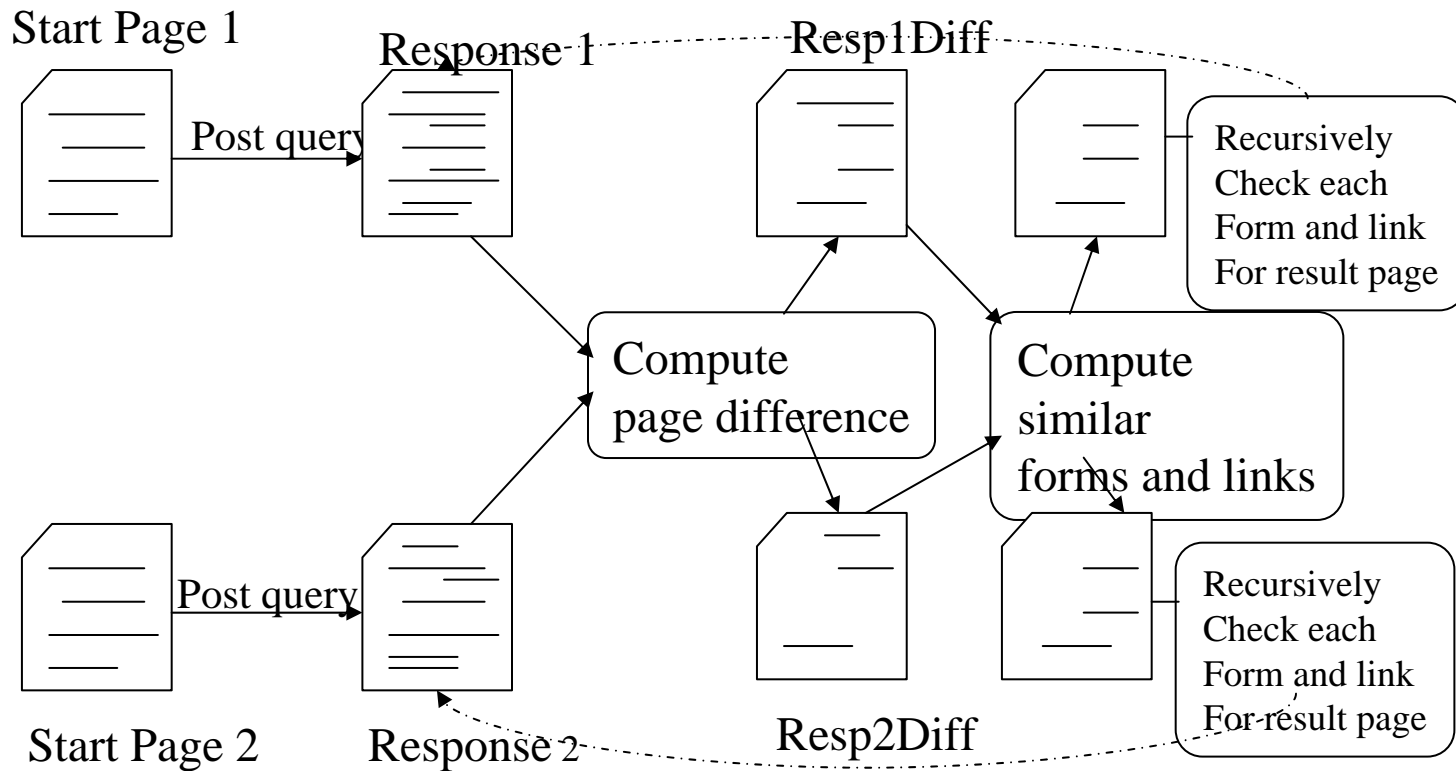 Start Page 1
Response 1
Resp1Diff
Post query
Recursively
Check each
Form and link
For result page
Compute
page difference
Compute
similar
forms and links
Post query
Recursively
Check each
Form and link
For result page
Start Page 2
Response 2
Resp2Diff